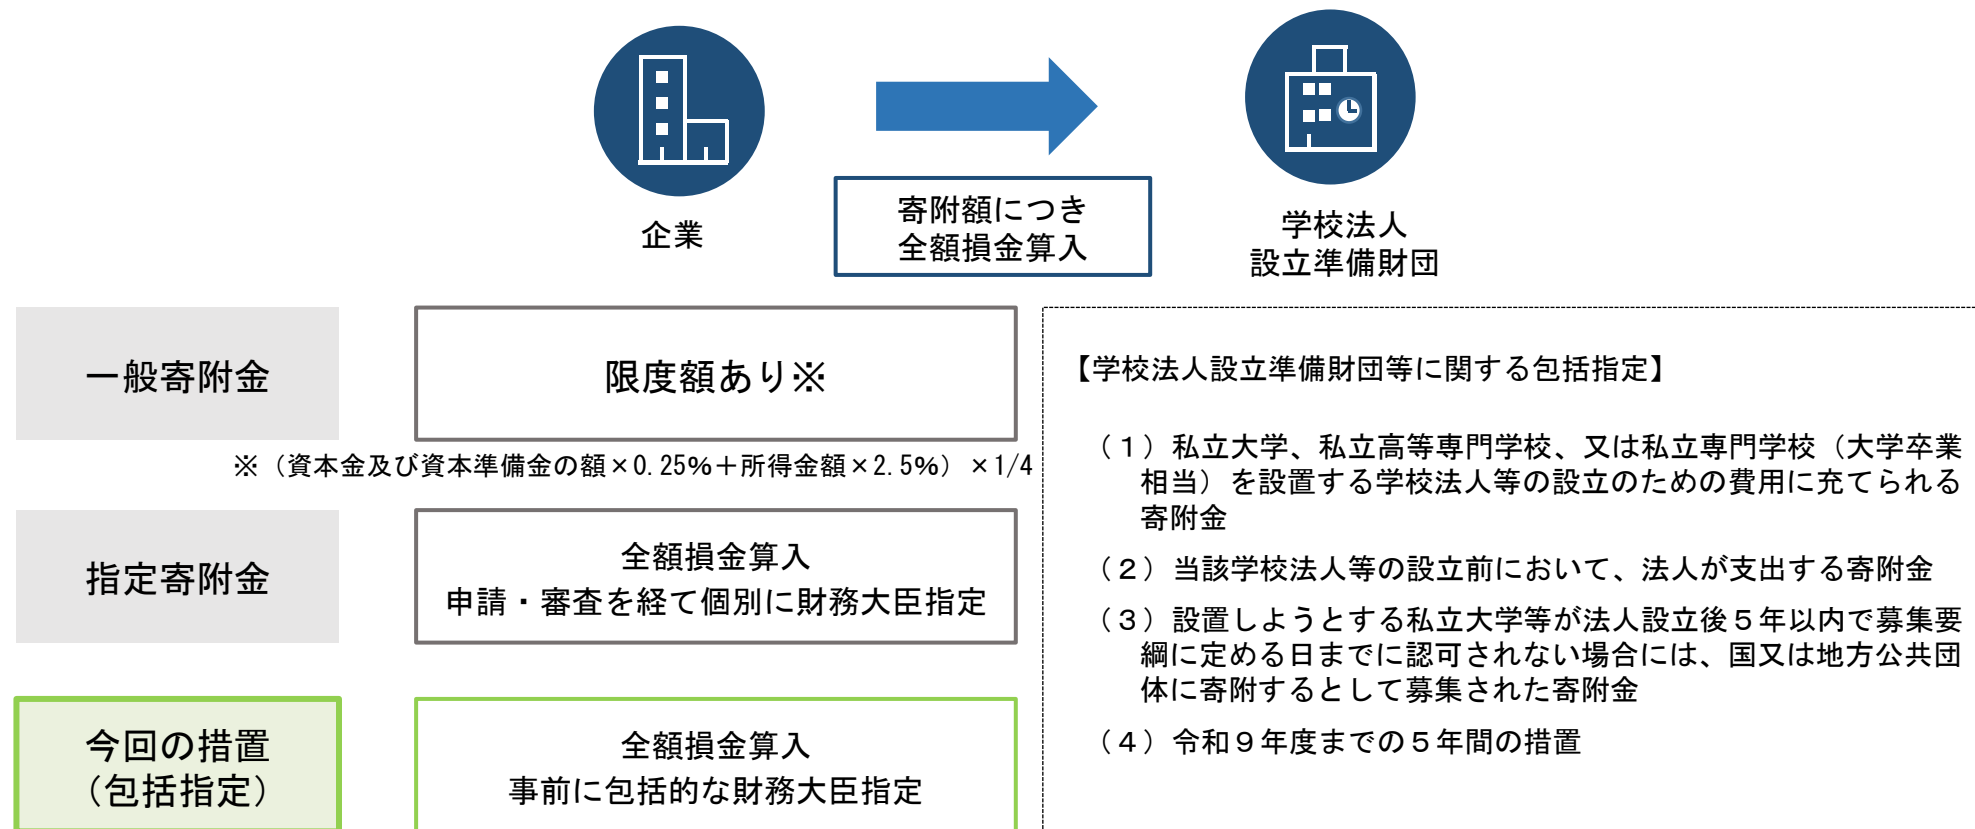 企業
寄附額につき
全額損金算入
学校法人
設立準備財団
一般寄附金
限度額あり※
※（資本金及び資本準備金の額×0.25%＋所得金額×2.5%）×1/4
指定寄附金
全額損金算入
申請・審査を経て個別に財務大臣指定
今回の措置
（包括指定）
全額損金算入
事前に包括的な財務大臣指定
【学校法人設立準備財団等に関する包括指定】
（１）私立大学、私立高等専門学校、又は私立専門学校（大学卒業
相当）を設置する学校法人等の設立のための費用に充てられる
寄附金
（２）当該学校法人等の設立前において、法人が支出する寄附金
（３）設置しようとする私立大学等が法人設立後５年以内で募集要
綱に定める日までに認可されない場合には、国又は地方公共団
体に寄附するとして募集された寄附金
（４）令和９年度までの５年間の措置